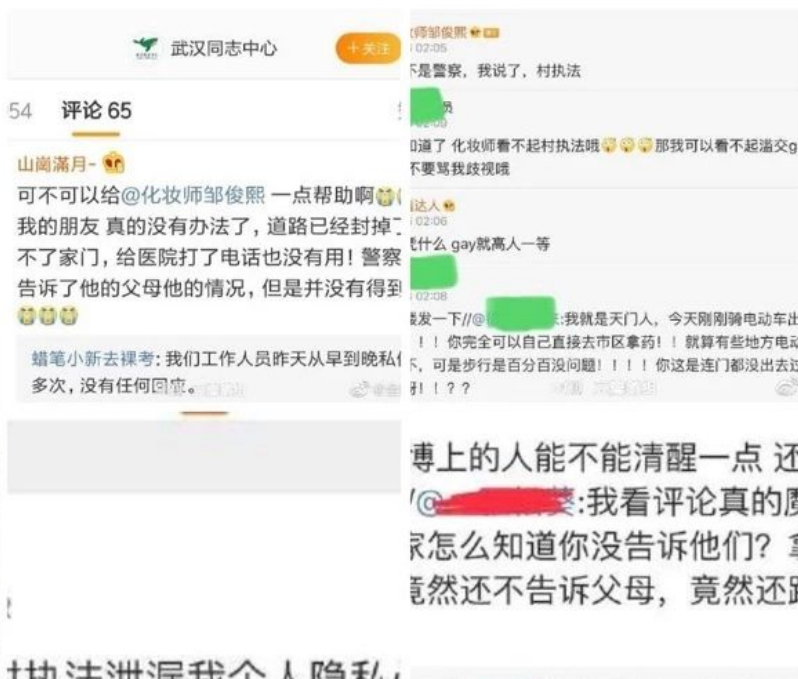 武汉同志中心
+关注
54 评论 65
山崗滿月-
可不可以给@化妆师邹俊熙 一点帮助啊
我的朋友 真的没有办法了，道路已经封掉了
不了家门，给医院打了电话也没有用！警察
告诉了他的父母他的情况，但是并没有得到
蜡笔小新去裸考：我们工作人员昨天从早到晚私信
多次，没有任何回应。
师邹俊熙
02:05
不是警察，我说了，村执法
员
02:09
知道了 化妆师看不起村执法哦 那我可以看不起滥交g
不要骂我歧视哦
达人
02:06
凭什么 gay就高人一等
02:08
发一下//@ :我就是天门人，今天刚刚骑电动车出
！！你完全可以自己直接去市区拿药！！就算有些地方电动
，可是步行是百分百没问题！！！！你这是连门都没出去过
！！？？
博上的人能不能清醒一点 还
/@ 葵:我看评论真的魔
家怎么知道你没告诉他们？
竟然还不告诉父母，竟然还
村执法泄漏我个人隐私